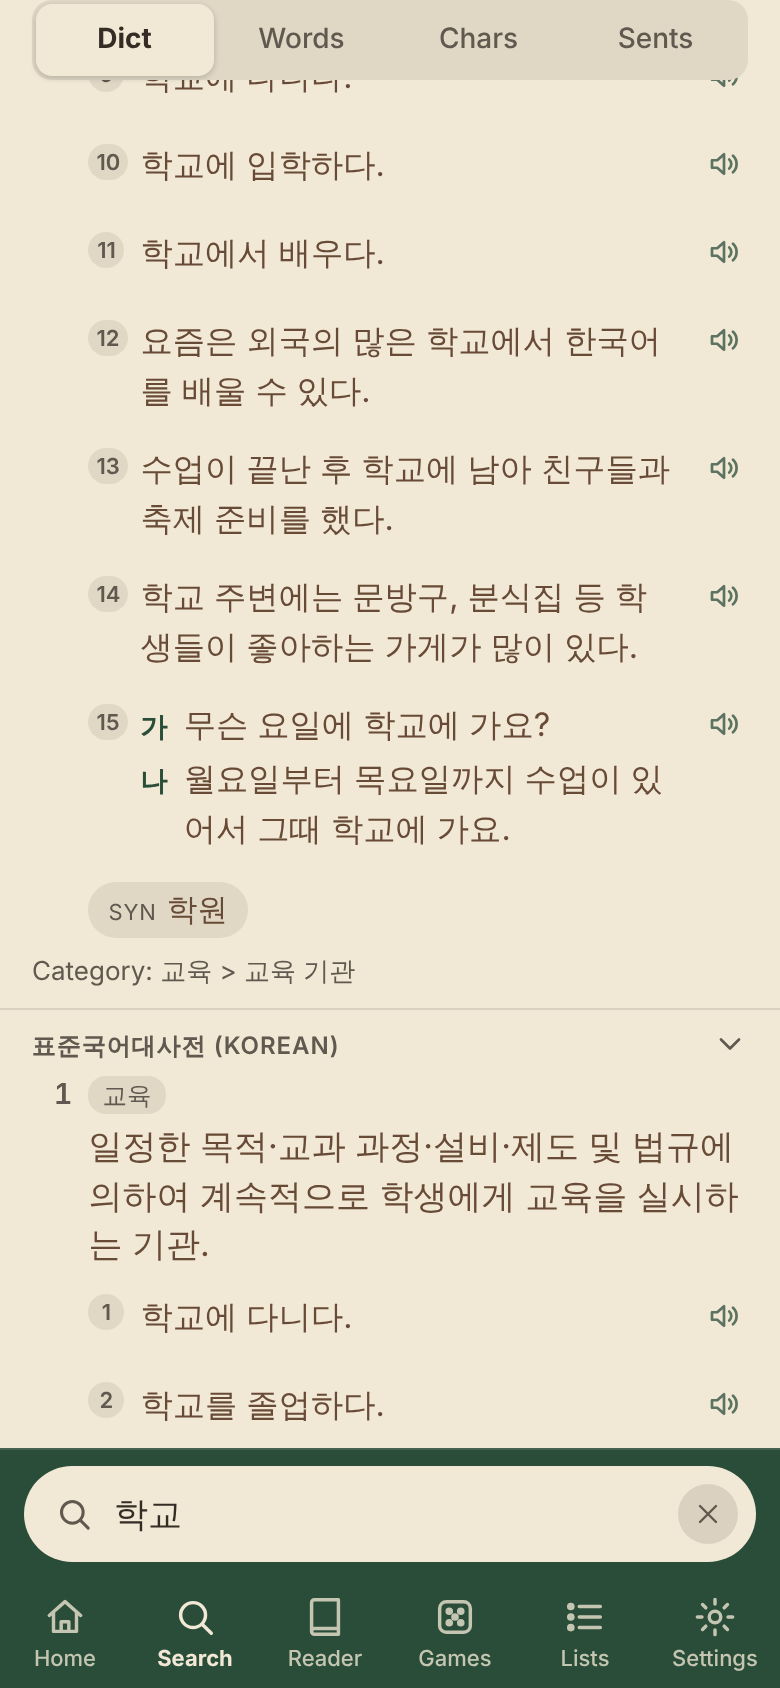 Dict Words Chars Sents
학교에 다니다.
10 학교에 입학하다.
11 학교에서 배우다.
12 요즘은 외국의 많은 학교에서 한국어
를 배울 수 있다.
13 수업이 끝난 후 학교에 남아 친구들과
축제 준비를 했다.
14 학교 주변에는 문방구, 분식집 등 학
생들이 좋아하는 가게가 많이 있다.
15 가 무슨 요일에 학교에 가요?
나 월요일부터 목요일까지 수업이 있
어서 그때 학교에 가요.
SYN 학원
Category: 교육 > 교육 기관
표준국어대사전 (KOREAN)
1 교육
일정한 목적·교과 과정·설비·제도 및 법규에
의하여 계속적으로 학생에게 교육을 실시하
는 기관.
1 학교에 다니다.
2 학교를 졸업하다.
학교
Home Search Reader Games Lists Settings